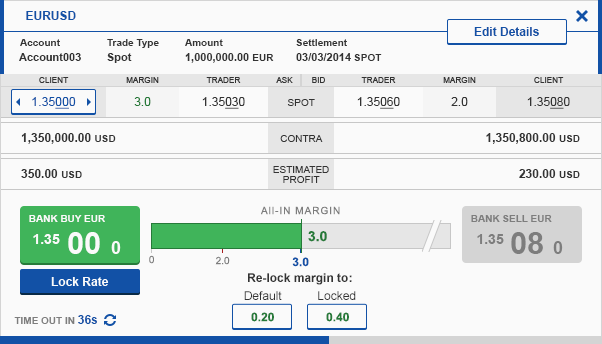 EURUSD
Edit Details
Account Trade Type Amount Settlement
Account003 Spot 1,000,000.00 EUR 03/03/2014 SPOT
CLIENT MARGIN TRADER ASK BID TRADER MARGIN CLIENT
1.35000 3.0 1.35030 SPOT 1.35060 2.0 1.35080
1,350,000.00 USD CONTRA 1,350,800.00 USD
350.00 USD ESTIMATED PROFIT 230.00 USD
BANK BUY EUR
1.35 00 0
Lock Rate
TIME OUT IN 36s
All-IN MARGIN
3.0
0 2.0 3.0
Re-lock margin to:
Default Locked
0.20 0.40
BANK SELL EUR
1.35 08 0